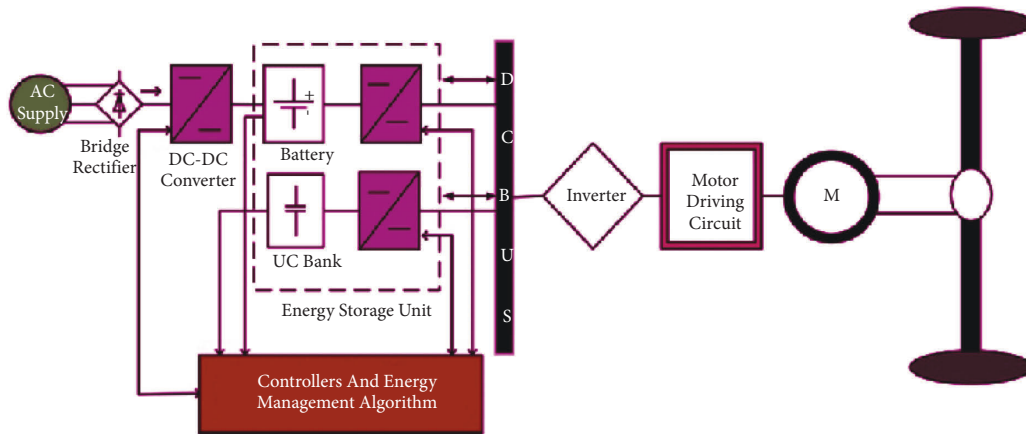 AC
Supply
Bridge
Rectifier
DC-DC
Converter
+
-
Battery
UC Bank
Energy Storage Unit
D
C
B
U
S
Inverter
Motor
Driving
Circuit
M
Controllers And Energy
Management Algorithm